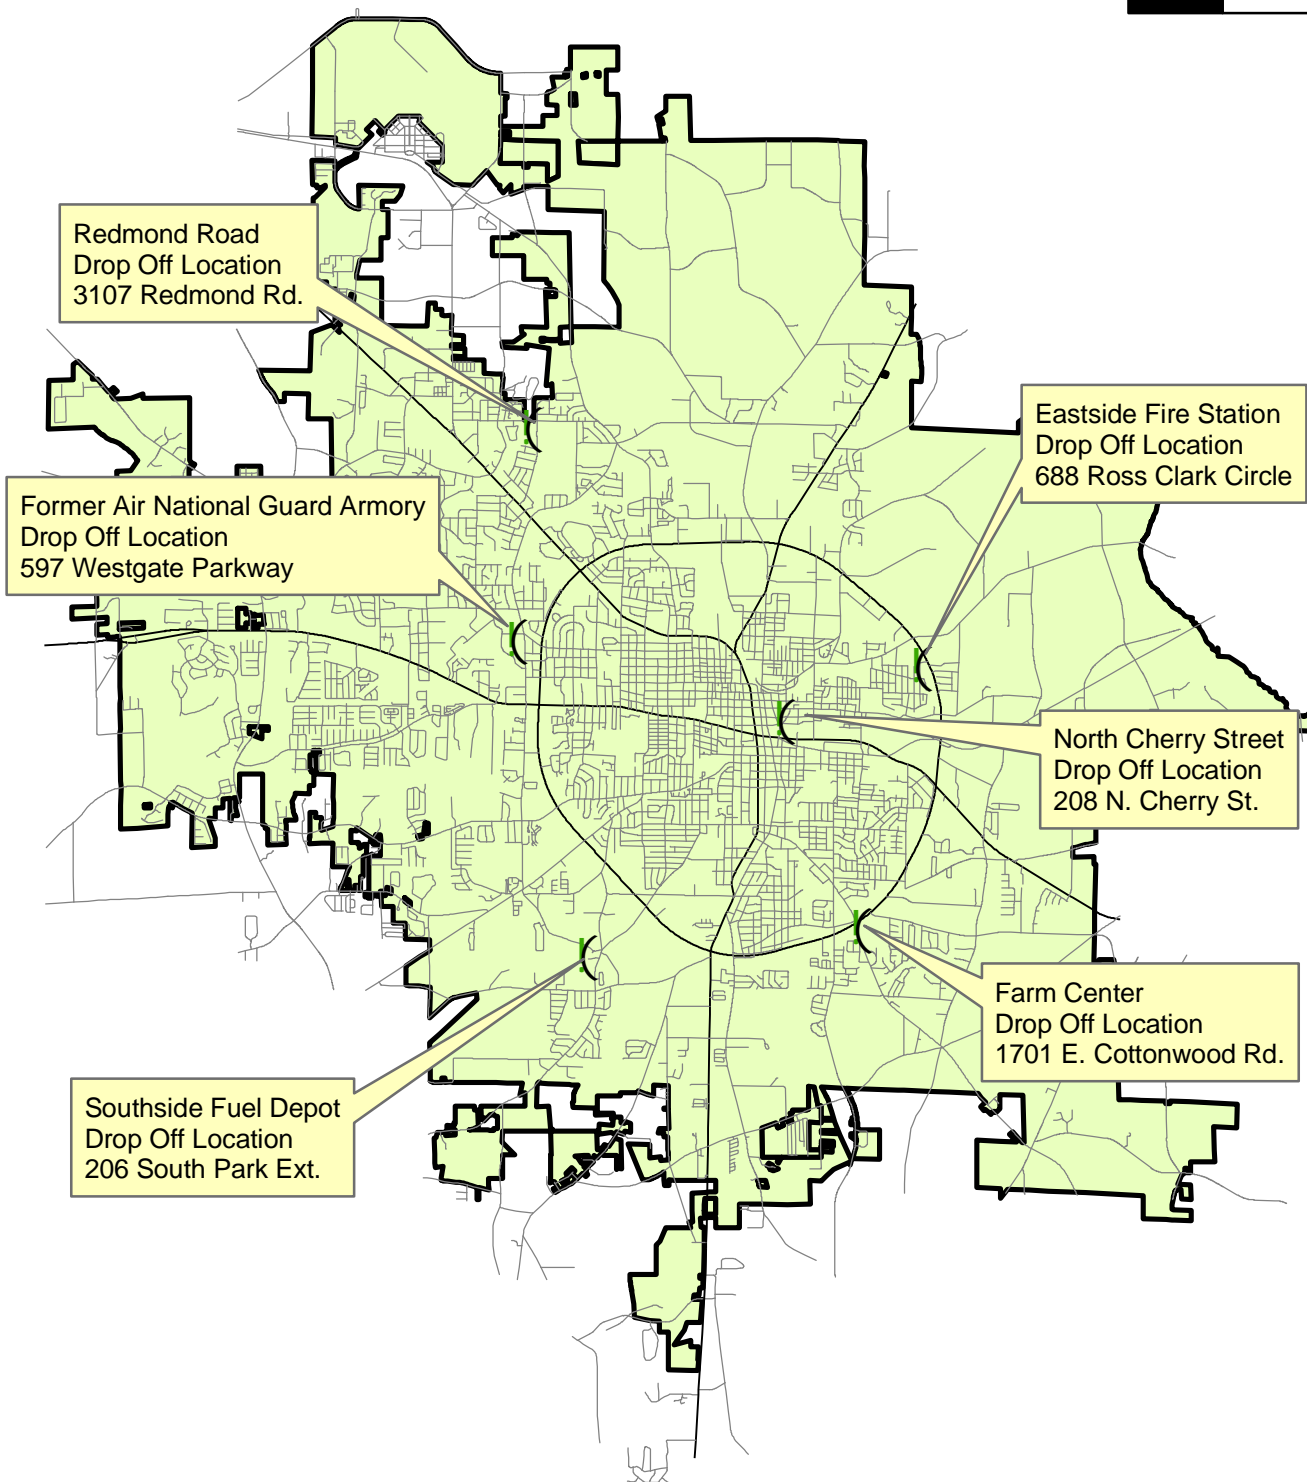 Redmond Road
Drop Off Location
3107 Redmond Rd.
Eastside Fire Station
Drop Off Location
688 Ross Clark Circle
Former Air National Guard Armory
Drop Off Location
597 Westgate Parkway
North Cherry Street
Drop Off Location
208 N. Cherry St.
Farm Center
Drop Off Location
1701 E. Cottonwood Rd.
Southside Fuel Depot
Drop Off Location
206 South Park Ext.